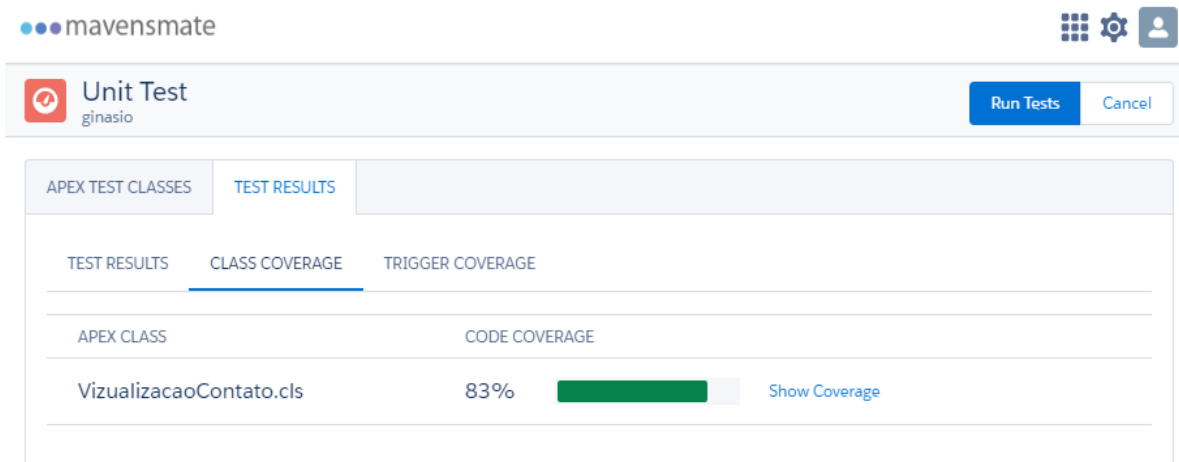 mavensmate
Unit Test
ginasio
Run Tests
Cancel
APEX TEST CLASSES
TEST RESULTS
TEST RESULTS
CLASS COVERAGE
TRIGGER COVERAGE
APEX CLASS
CODE COVERAGE
VizualizacaoContato.cls
83%
Show Coverage